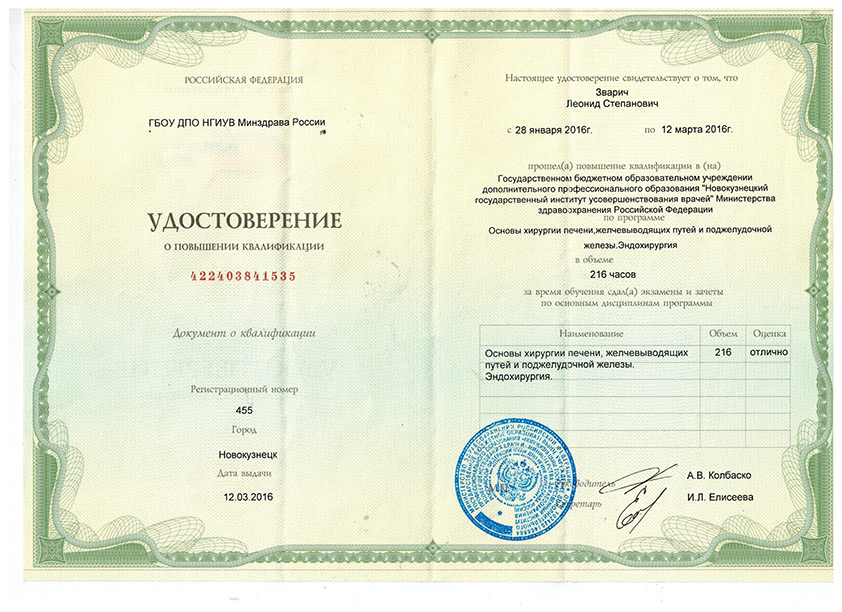 РОССИЙСКАЯ ФЕДЕРАЦИЯ
ГБОУ ДПО НГИУВ Минздрава России
УДОСТОВЕРЕНИЕ
О ПОВЫШЕНИИ КВАЛИФИКАЦИИ
422403841535
Документ о квалификации
Регистрационный номер
455
Город
Новокузнецк
Дата выдачи
12.03.2016
Настоящее удостоверение свидетельствует о том, что
Зварич
Леонид Степанович
с 28 января 2016г. по 12 марта 2016г.
прошел(а) повышение квалификации в (на)
Государственном бюджетном образовательном учреждении
дополнительного профессионального образования "Новокузнецкий
государственный институт усовершенствования врачей" Министерства
здравоохранения Российской Федерации
по программе
Основы хирургии печени,желчевыводящих путей и поджелудочной
железы.Эндохирургия
в объеме
216 часов
за время обучения сдал(а) экзамены и зачеты
по основным дисциплинам программы
Наименование Объем Оценка
Основы хирургии печени, желчевыводящих 216 отлично
путей и поджелудочной железы.
Эндохирургия.
М.П.
Руководитель А.В. Колбаско
Секретарь И.Л. Елисеева